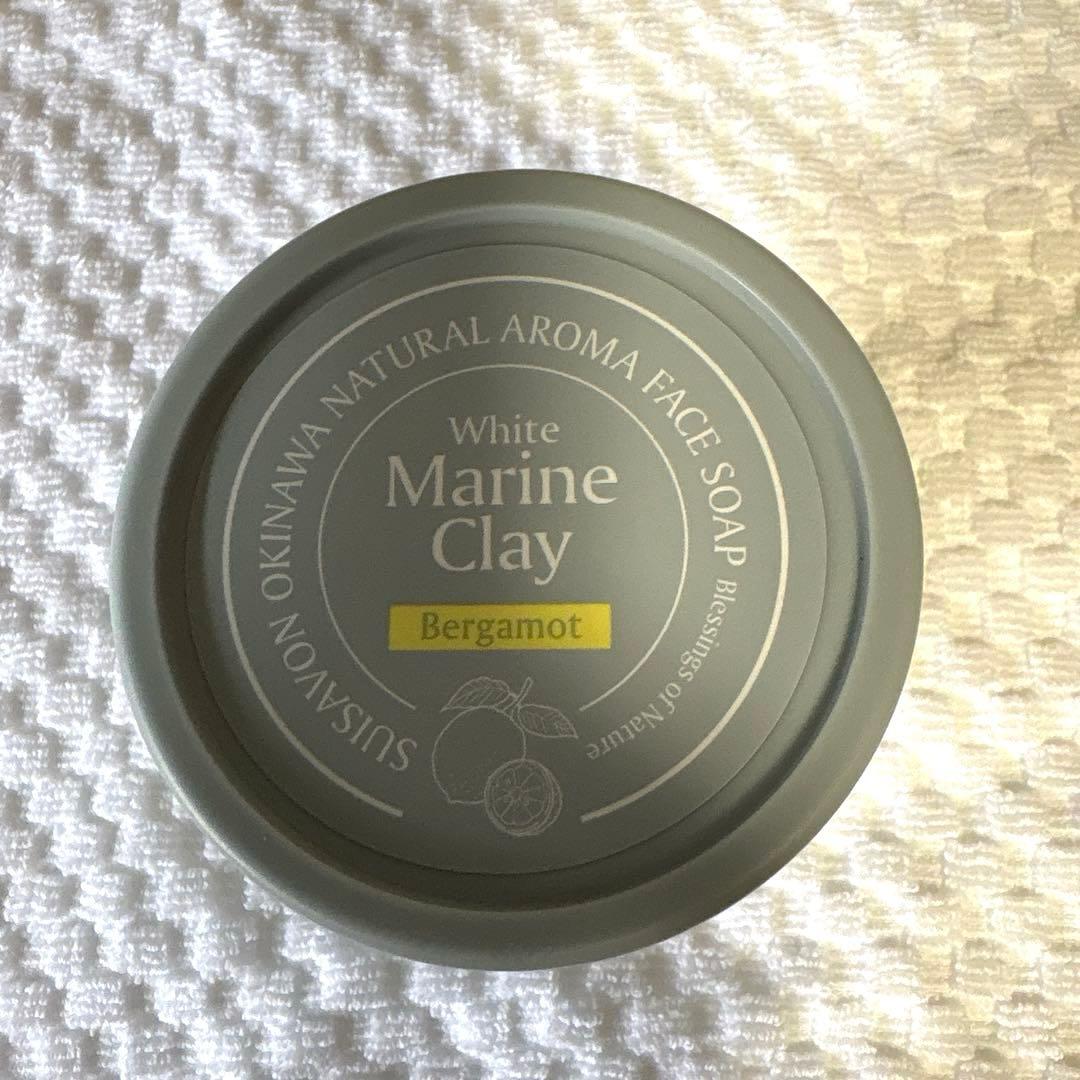 SUISAVON OKINAWA NATURAL AROMA FACE SOAP Blessings of Nature
White
Marine
Clay
Bergamot